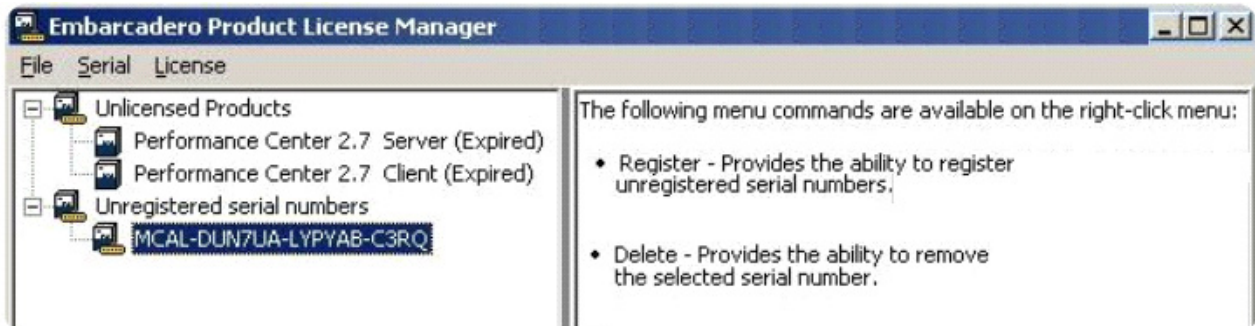 Embarcadero Product License Manager
File Serial License
Unlicensed Products
Performance Center 2.7 Server (Expired)
Performance Center 2.7 Client (Expired)
Unregistered serial numbers
MCAL-DUN7UA-LYPYAB-C3RQ
The following menu commands are available on the right-click menu:
• Register - Provides the ability to register
unregistered serial numbers.
• Delete - Provides the ability to remove
the selected serial number.